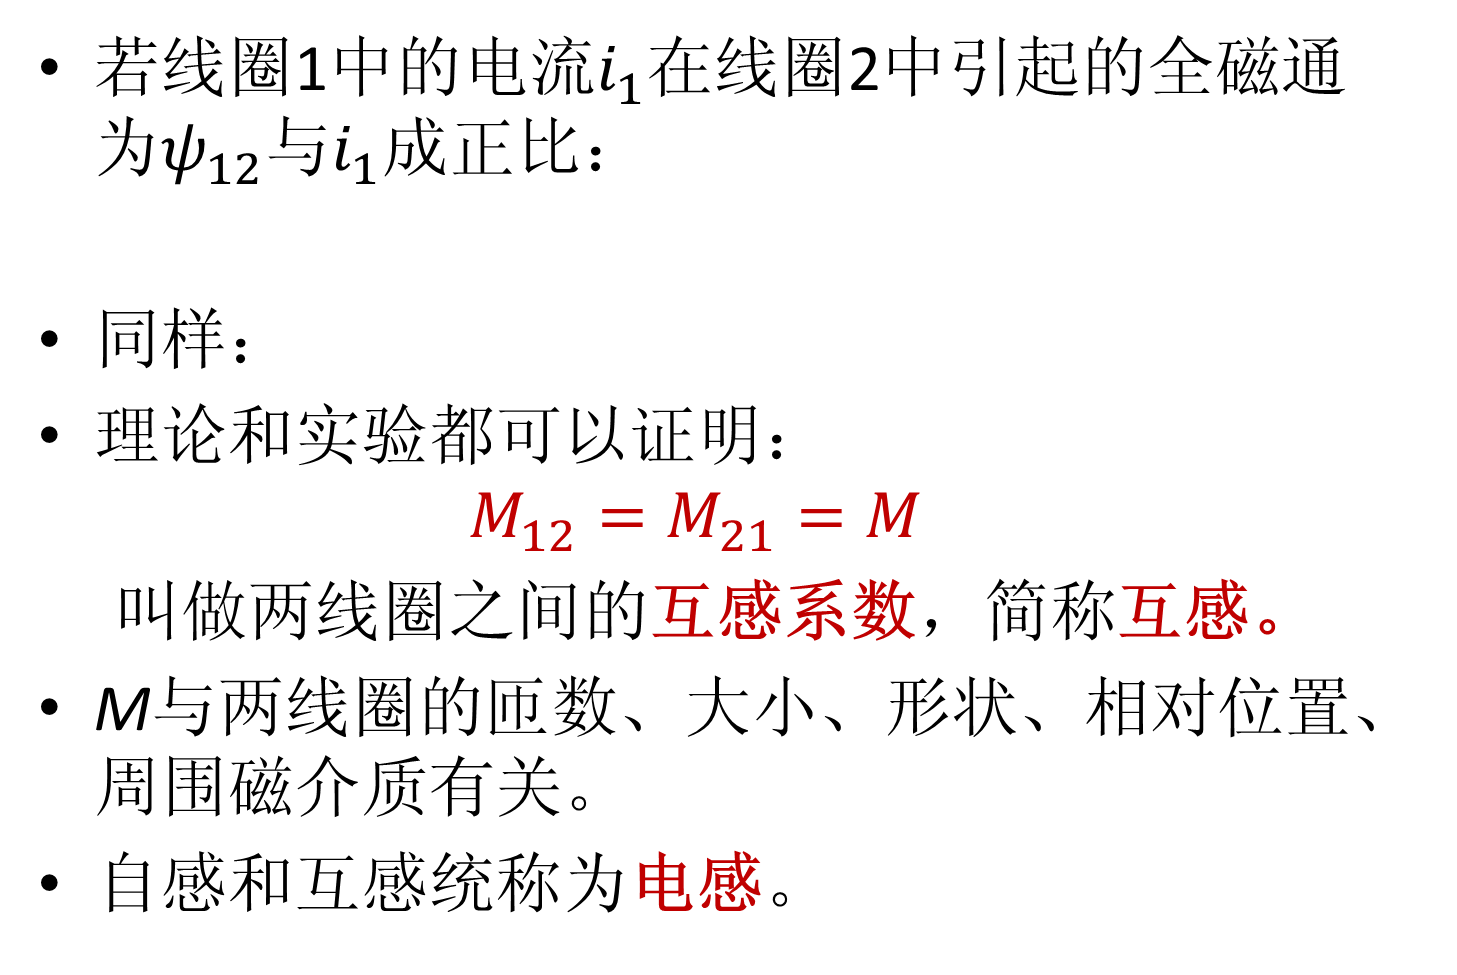 • 若线圈1中的电流i₁在线圈2中引起的全磁通
为ψ₁₂与i₁成正比：
• 同样：
• 理论和实验都可以证明：
M₁₂ = M₂₁ = M
叫做两线圈之间的互感系数，简称互感。
• M与两线圈的匝数、大小、形状、相对位置、
周围磁介质有关。
• 自感和互感统称为电感。